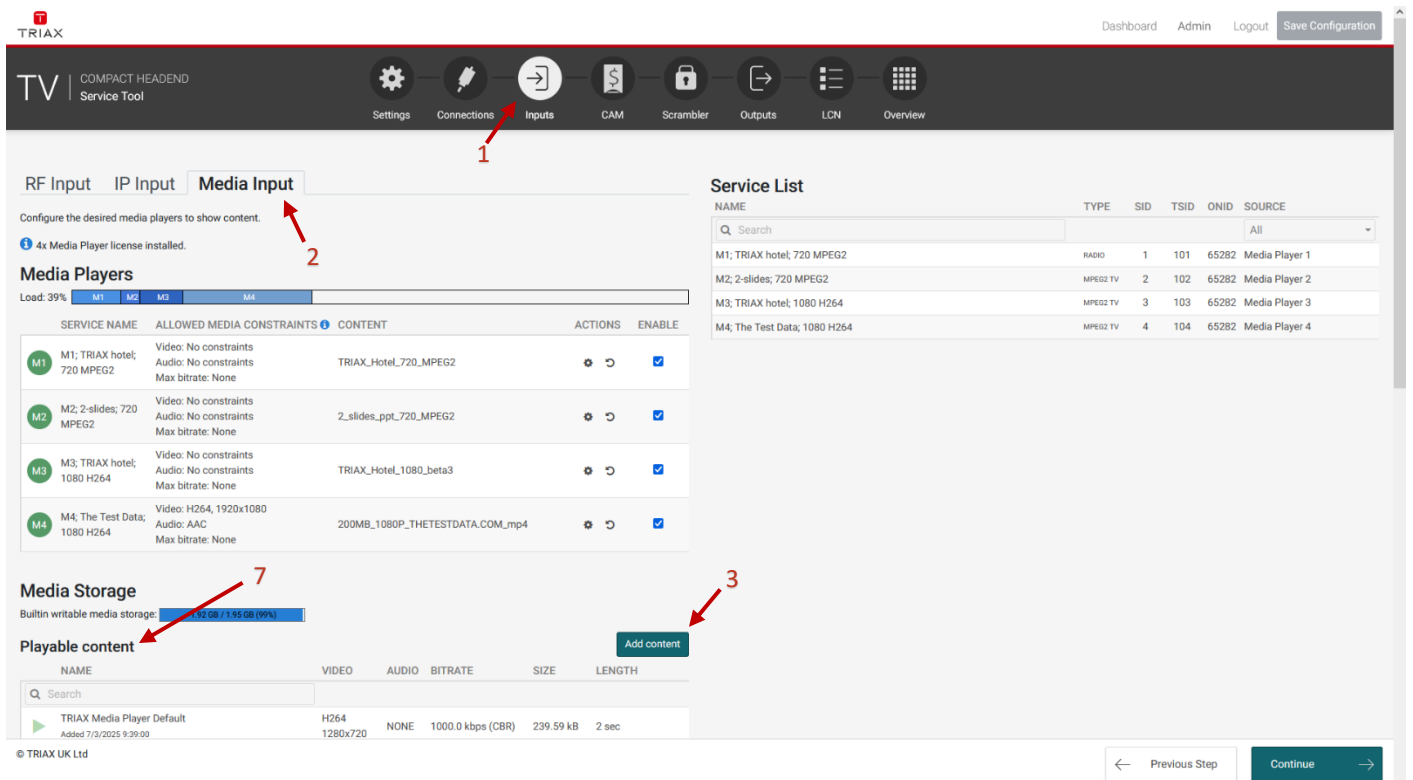 TRIAX
Dashboard Admin Logout Save Configuration
TV COMPACT HEADEND
Service Tool
Settings Connections Inputs CAM Scrambler Outputs LCN Overview
1
RF Input IP Input Media Input
Configure the desired media players to show content.
4x Media Player license installed.
2
Media Players
Load: 39% M1 M2 M3 M4
SERVICE NAME ALLOWED MEDIA CONSTRAINTS CONTENT ACTIONS ENABLE
M1 M1; TRIAX hotel; 720 MPEG2
Video: No constraints
Audio: No constraints
Max bitrate: None
TRIAX_Hotel_720_MPEG2
M2 M2; 2-slides; 720 MPEG2
Video: No constraints
Audio: No constraints
Max bitrate: None
2_slides_ppt_720_MPEG2
M3 M3; TRIAX hotel; 1080 H264
Video: No constraints
Audio: No constraints
Max bitrate: None
TRIAX_Hotel_1080_beta3
M4 M4; The Test Data; 1080 H264
Video: H264, 1920x1080
Audio: AAC
Max bitrate: None
200MB_1080P_THETESTDATA.COM_mp4
Media Storage
7
3
Builtin writable media storage: 1.92 GB / 1.95 GB (99%)
Playable content
Add content
NAME VIDEO AUDIO BITRATE SIZE LENGTH
Search
TRIAX Media Player Default
Added 7/3/2025 9:39:00
H264
1280x720
NONE 1000.0 kbps (CBR) 239.59 kB 2 sec
Service List
NAME TYPE SID TSID ONID SOURCE
Search All
M1; TRIAX hotel; 720 MPEG2 RADIO 1 101 65282 Media Player 1
M2; 2-slides; 720 MPEG2 MPEG2 TV 2 102 65282 Media Player 2
M3; TRIAX hotel; 1080 H264 MPEG2 TV 3 103 65282 Media Player 3
M4; The Test Data; 1080 H264 MPEG2 TV 4 104 65282 Media Player 4
© TRIAX UK Ltd
Previous Step Continue